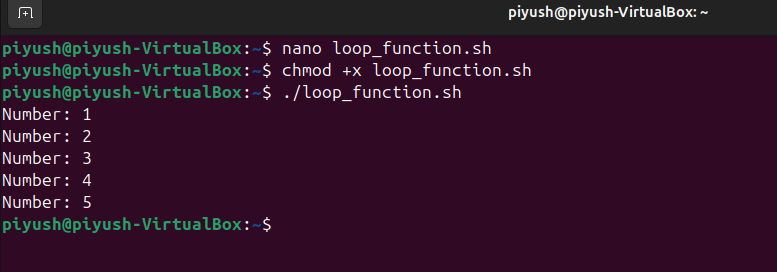 piyush@piyush-VirtualBox: ~
piyush@piyush-VirtualBox:~$ nano loop_function.sh
piyush@piyush-VirtualBox:~$ chmod +x loop_function.sh
piyush@piyush-VirtualBox:~$ ./loop_function.sh
Number: 1
Number: 2
Number: 3
Number: 4
Number: 5
piyush@piyush-VirtualBox:~$